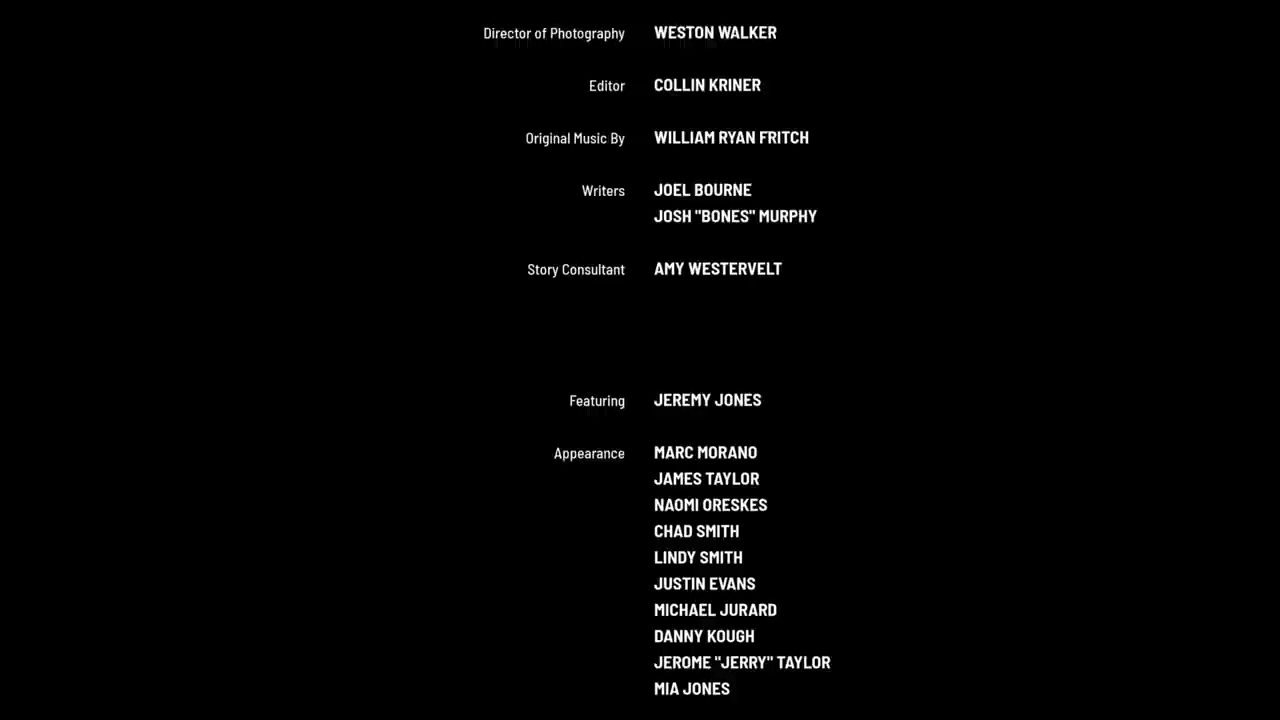 Director of Photography WESTON WALKER
Editor COLLIN KRINER
Original Music By WILLIAM RYAN FRITCH
Writers JOEL BOURNE
JOSH "BONES" MURPHY
Story Consultant AMY WESTERVELT
Featuring JEREMY JONES
Appearance MARC MORANO
JAMES TAYLOR
NAOMI ORESKES
CHAD SMITH
LINDY SMITH
JUSTIN EVANS
MICHAEL JURARD
DANNY KOUGH
JEROME "JERRY" TAYLOR
MIA JONES